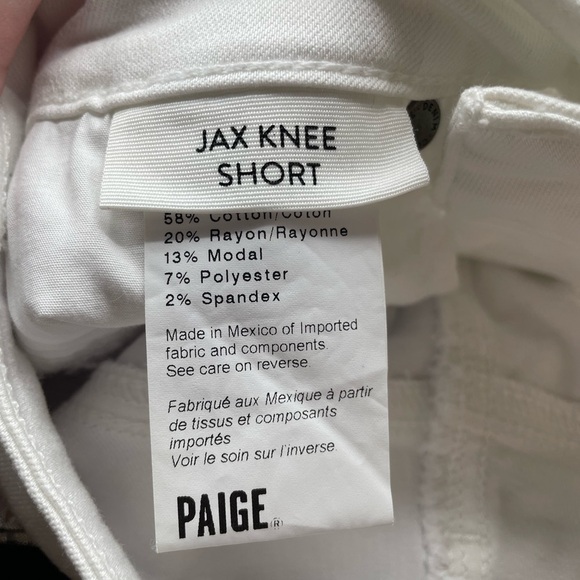 JAX KNEE
SHORT
58% Cotton/Coton
20% Rayon/Rayonne
13% Modal
7% Polyester
2% Spandex
Made in Mexico of Imported
fabric and components.
See care on reverse.
Fabriqué aux Mexique à partir
de tissus et composants
importés
Voir le soin sur l'inverse.
PAIGE®